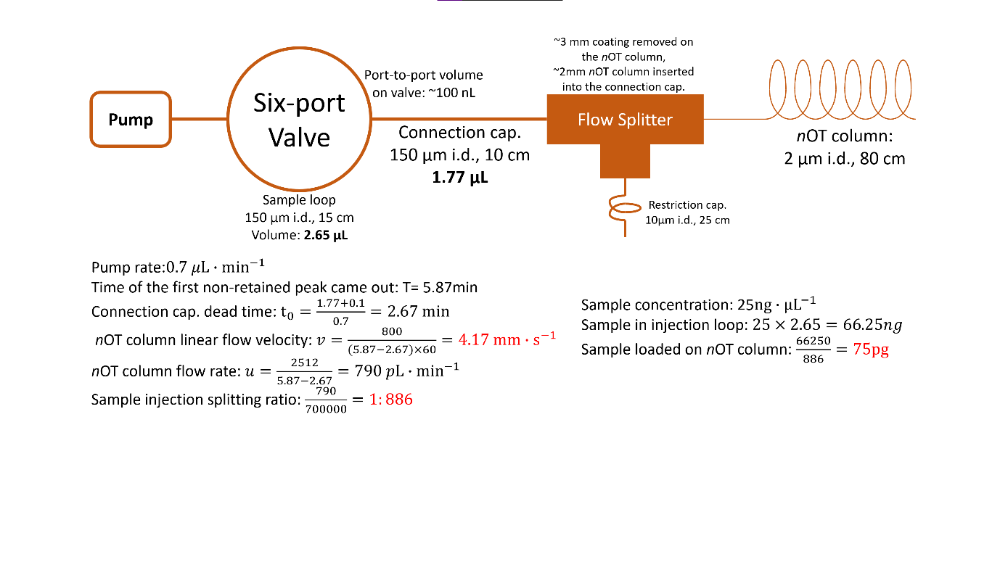 ~3 mm coating removed on
the nOT column,
~2mm nOT column inserted
into the connection cap.
Port-to-port volume
on valve: ~100 nL
Pump
Six-port
Valve
Flow Splitter
Connection cap.
150 μm i.d., 10 cm
1.77 μL
nOT column:
2 μm i.d., 80 cm
Sample loop
150 μm i.d., 15 cm
Volume: 2.65 μL
Restriction cap.
10μm i.d., 25 cm
Pump rate:0.7 μL · min⁻¹
Time of the first non-retained peak came out: T= 5.87min
Connection cap. dead time: t₀ = (1.77+0.1)/0.7 = 2.67 min
nOT column linear flow velocity: v = 800/((5.87−2.67)×60) = 4.17 mm · s⁻¹
nOT column flow rate: u = 2512/(5.87−2.67) = 790 pL · min⁻¹
Sample injection splitting ratio: 790/700000 = 1: 886
Sample concentration: 25ng · μL⁻¹
Sample in injection loop: 25 × 2.65 = 66.25ng
Sample loaded on nOT column: 66250/886 = 75pg